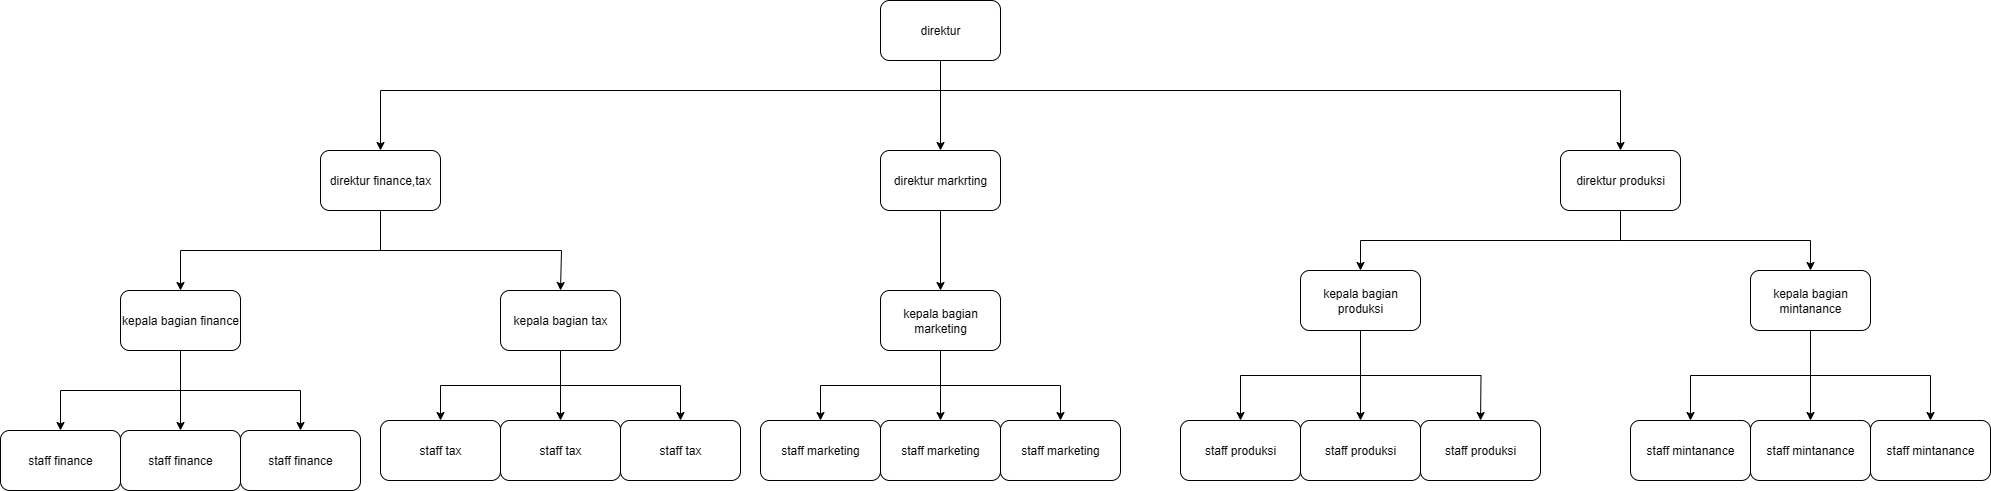 direktur
direktur finance,tax
direktur markrting
direktur produksi
kepala bagian finance
kepala bagian tax
kepala bagian
marketing
kepala bagian
produksi
kepala bagian
mintanance
staff finance
staff finance
staff finance
staff tax
staff tax
staff tax
staff marketing
staff marketing
staff marketing
staff produksi
staff produksi
staff produksi
staff mintanance
staff mintanance
staff mintanance